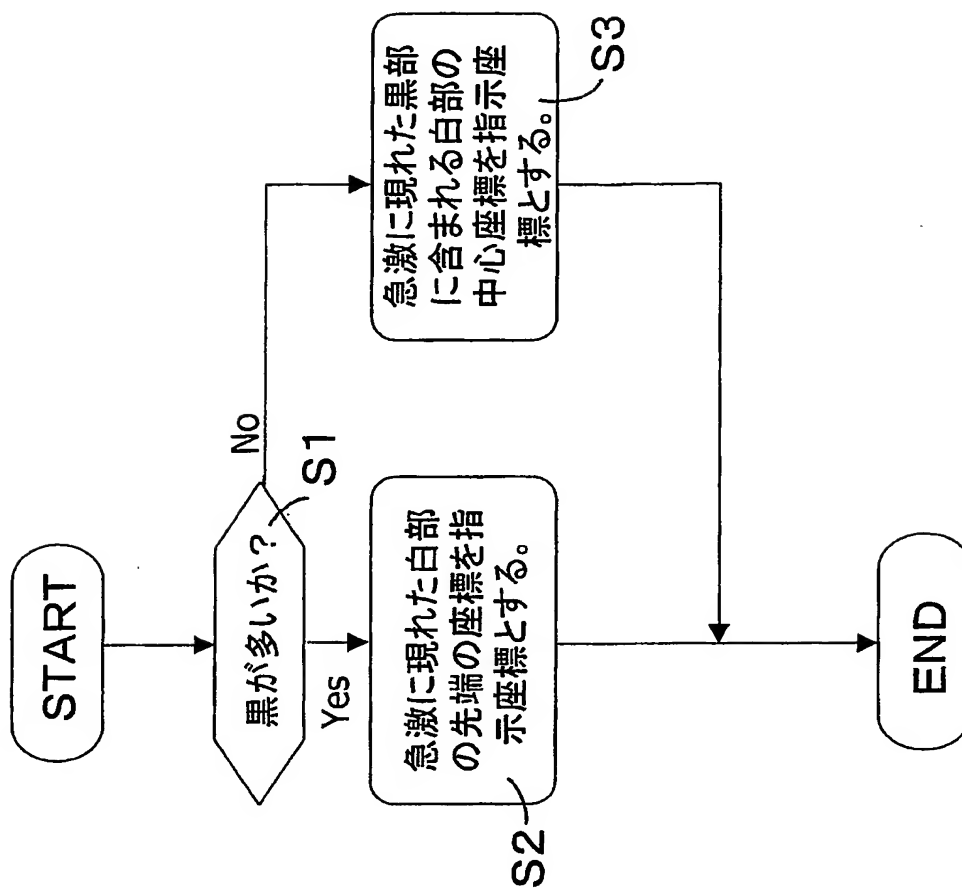 START
黒が多いか？
S1
No
Yes
急激に現れた白部
の先端の座標を指
示座標とする。
S2
急激に現れた黒部
に含まれる白部の
中心座標を指示座
標とする。
S3
END